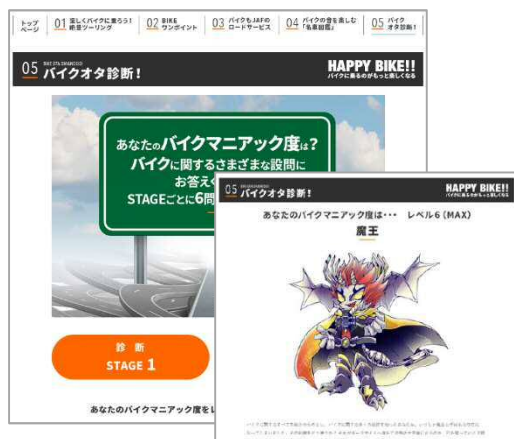 トップ
ページ
01 楽しくバイクに乗ろう!
絶景ツーリング
02 BIKE
ワンポイント
03 バイクもJAFの
ロードサービス
04 バイクの音を楽しむ
「名車図鑑」
05 バイク
オタ診断!
05 バイクオタ診断!
HAPPY BIKE!!
バイクに乗るのがもっと楽しくなる
あなたのバイクマニアック度は?
バイクに関するさまざまな設問に
お答えく
STAGEごとに6問
診断
STAGE 1
あなたのバイクマニアック度をレ
05 バイクオタ診断!
HAPPY BIKE!!
バイクに乗るのがもっと楽しくなる
あなたのバイクマニアック度は・・・ レベル6(MAX)
魔王